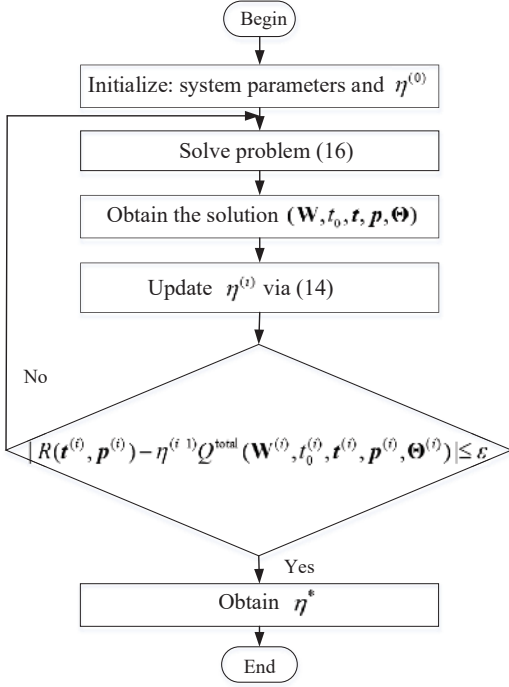 Begin
Initialize: system parameters and η⁽⁰⁾
Solve problem (16)
Obtain the solution (W, t₀, t, p, Θ)
Update η⁽ⁱ⁾ via (14)
No
|R(t⁽ⁱ⁾, p⁽ⁱ⁾) − η⁽ⁱ ¹⁾Q^total(W⁽ⁱ⁾, t₀⁽ⁱ⁾, t⁽ⁱ⁾, p⁽ⁱ⁾, Θ⁽ⁱ⁾)| ≤ ε
Yes
Obtain η*
End